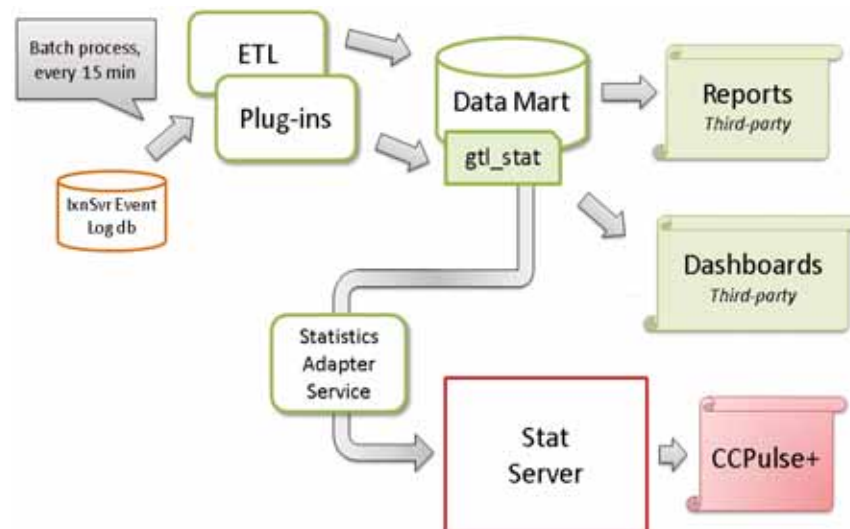 Batch process,
every 15 min
ETL
Plug-ins
IxnSvr Event
Log db
Data Mart
gtl_stat
Reports
Third-party
Dashboards
Third-party
Statistics
Adapter
Service
Stat
Server
CCPulse+